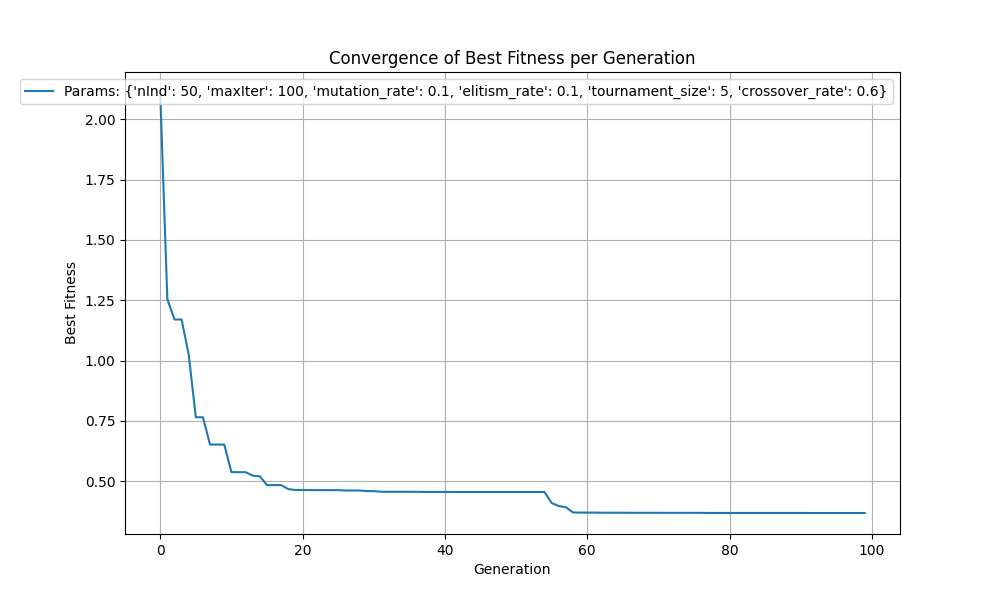 Convergence of Best Fitness per Generation
Params: {'nInd': 50, 'maxIter': 100, 'mutation_rate': 0.1, 'elitism_rate': 0.1, 'tournament_size': 5, 'crossover_rate': 0.6}
2.00
1.75
1.50
1.25
1.00
0.75
0.50
Best Fitness
0 20 40 60 80 100
Generation